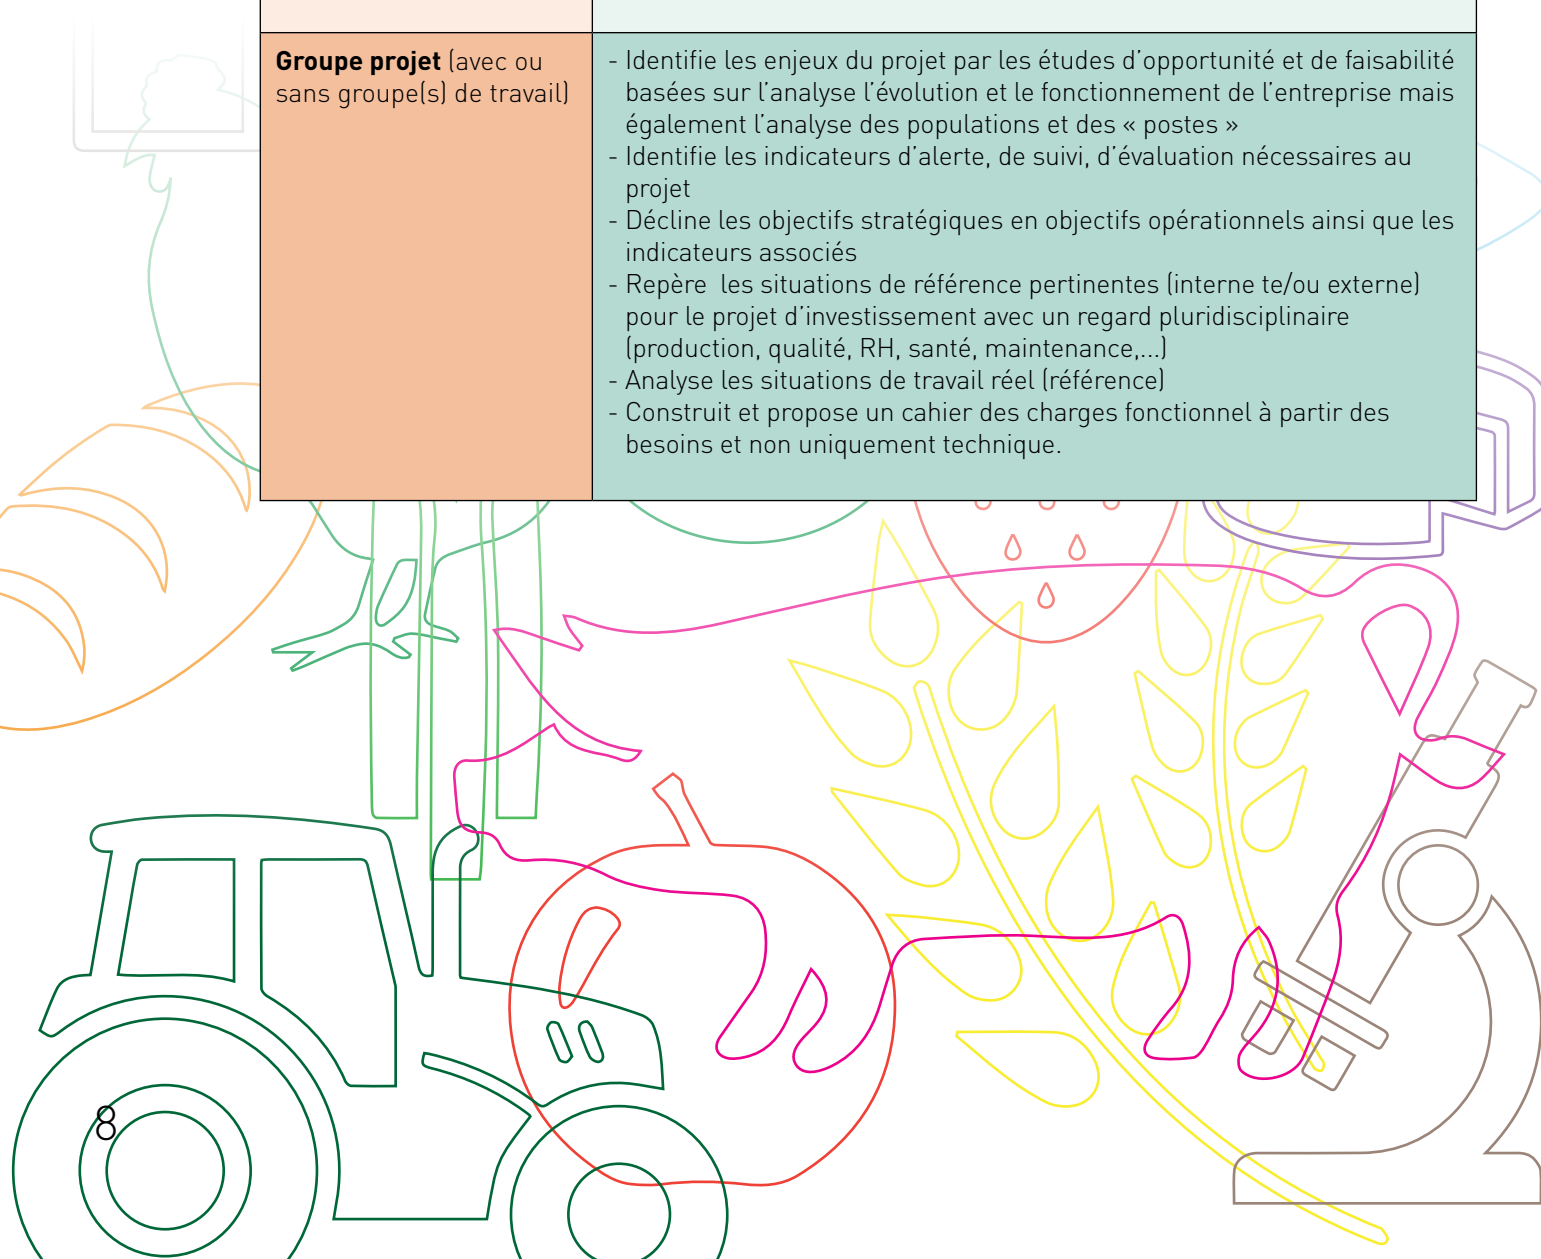 Groupe projet (avec ou
sans groupe(s) de travail)
- Identifie les enjeux du projet par les études d’opportunité et de faisabilité
basées sur l’analyse l’évolution et le fonctionnement de l’entreprise mais
également l’analyse des populations et des « postes »
- Identifie les indicateurs d’alerte, de suivi, d’évaluation nécessaires au
projet
- Décline les objectifs stratégiques en objectifs opérationnels ainsi que les
indicateurs associés
- Repère  les situations de référence pertinentes (interne te/ou externe)
pour le projet d’investissement avec un regard pluridisciplinaire
(production, qualité, RH, santé, maintenance,...)
- Analyse les situations de travail réel (référence)
- Construit et propose un cahier des charges fonctionnel à partir des
besoins et non uniquement technique.
8